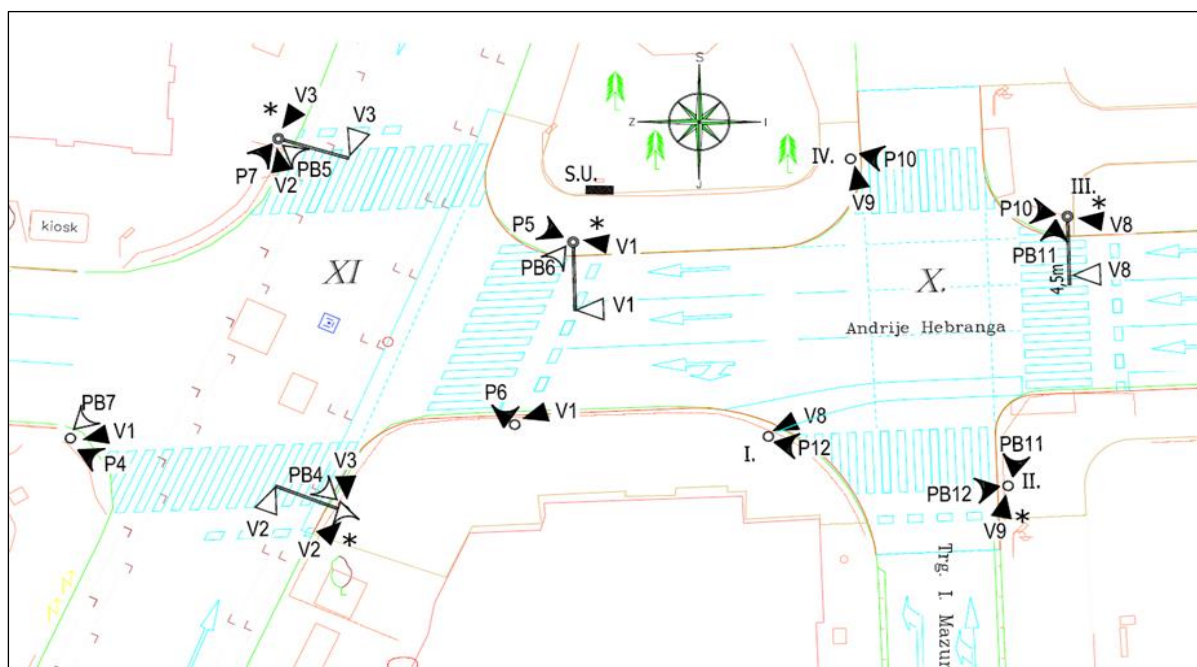 V3
*
V3
P7
V2
PB5
kiosk
XI
S
Z
I
J
S.U.
P5
*
V1
PB6
V1
IV.
P10
V9
III.
P10
*
V8
PB11
4,5m
V8
X.
Andrije Hebranga
PB7
V1
P4
P6
V1
V8
I.
P12
PB4
V3
V2
V2
*
PB11
PB12
II.
V9
*
Trg. I. Mazur